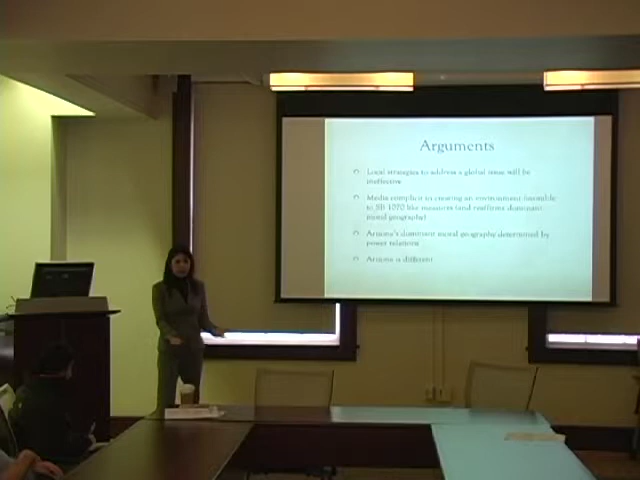 Arguments
Local strategies to address a global issue will be
ineffective
Media complicit in creating an environment favorable
to SB 1070 like measures (and reaffirms dominant
moral geography)
Arizona's dominant moral geography determined by
power relations
Arizona is different